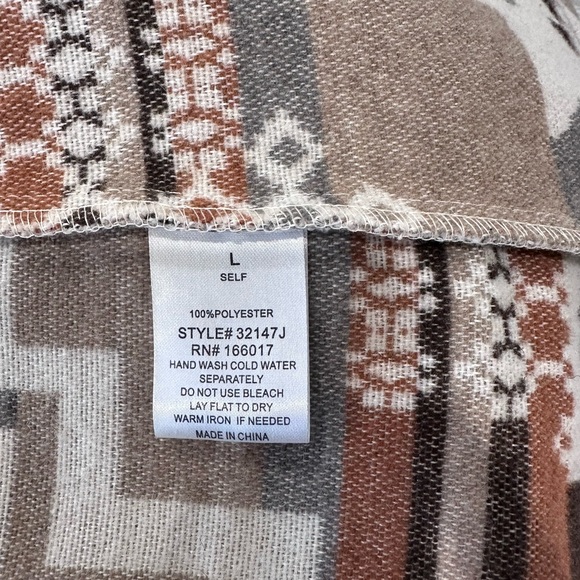 L
SELF
100%POLYESTER
STYLE# 32147J
RN# 166017
HAND WASH COLD WATER
SEPARATELY
DO NOT USE BLEACH
LAY FLAT TO DRY
WARM IRON IF NEEDED
MADE IN CHINA